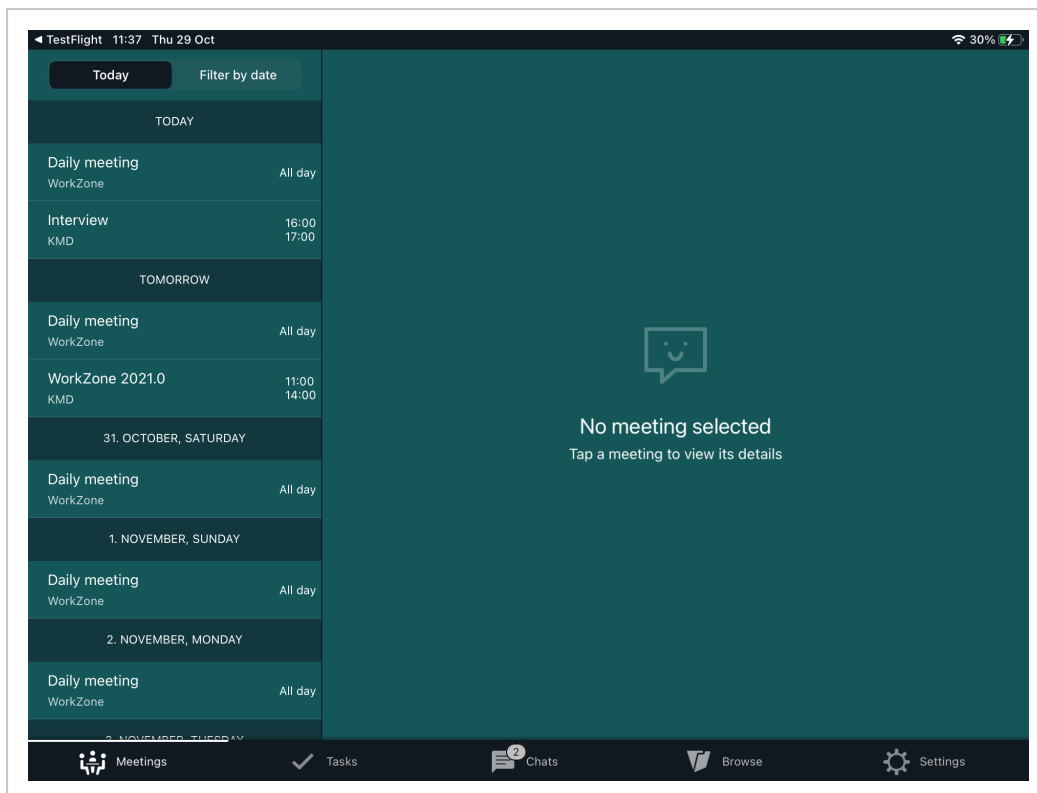 ◀ TestFlight 11:37 Thu 29 Oct 30%
Today Filter by date
TODAY
Daily meeting
WorkZone
All day
Interview
KMD
16:00
17:00
TOMORROW
Daily meeting
WorkZone
All day
WorkZone 2021.0
KMD
11:00
14:00
31. OCTOBER, SATURDAY
Daily meeting
WorkZone
All day
1. NOVEMBER, SUNDAY
Daily meeting
WorkZone
All day
2. NOVEMBER, MONDAY
Daily meeting
WorkZone
All day
3. NOVEMBER, TUESDAY
No meeting selected
Tap a meeting to view its details
Meetings Tasks 2 Chats Browse Settings